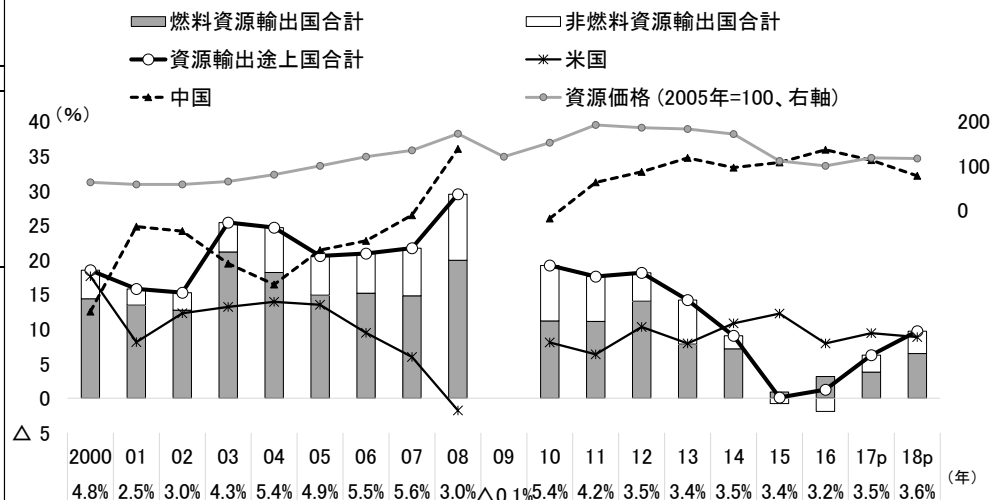 燃料資源輸出国合計 非燃料資源輸出国合計
資源輸出途上国合計 米国
中国 資源価格 (2005年=100、右軸)
(%)
40 200
35
30 100
25 0
20
15
10
5
0
△ 5
2000 01 02 03 04 05 06 07 08 09 10 11 12 13 14 15 16 17p 18p
(年)
4.8% 2.5% 3.0% 4.3% 5.4% 4.9% 5.5% 5.6% 3.0% △0.1% 5.4% 4.2% 3.5% 3.4% 3.5% 3.4% 3.2% 3.5% 3.6%